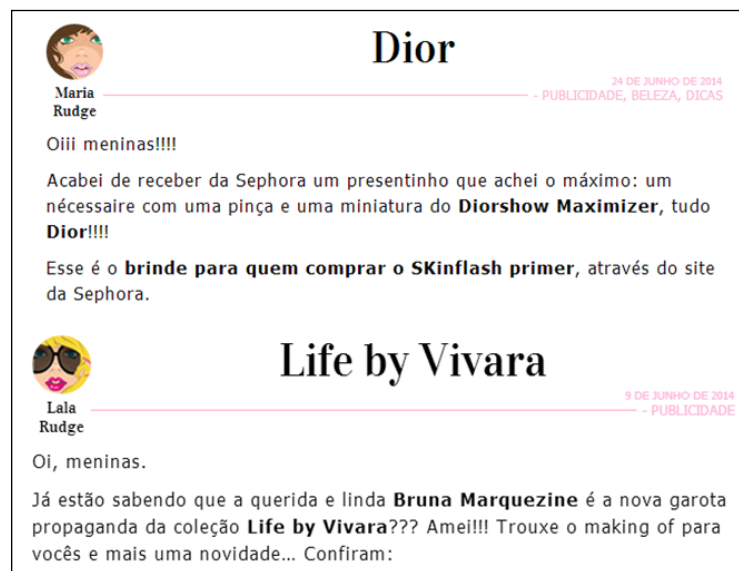 Dior
24 DE JUNHO DE 2014
Maria
Rudge
- PUBLICIDADE, BELEZA, DICAS
Oiii meninas!!!!
Acabei de receber da Sephora um presentinho que achei o máximo: um
nécessaire com uma pinça e uma miniatura do Diorshow Maximizer, tudo
Dior!!!!
Esse é o brinde para quem comprar o SKinflash primer, através do site
da Sephora.
Life by Vivara
9 DE JUNHO DE 2014
Lala
Rudge
- PUBLICIDADE
Oi, meninas.
Já estão sabendo que a querida e linda Bruna Marquezine é a nova garota
propaganda da coleção Life by Vivara??? Amei!!! Trouxe o making of para
vocês e mais uma novidade... Confiram: